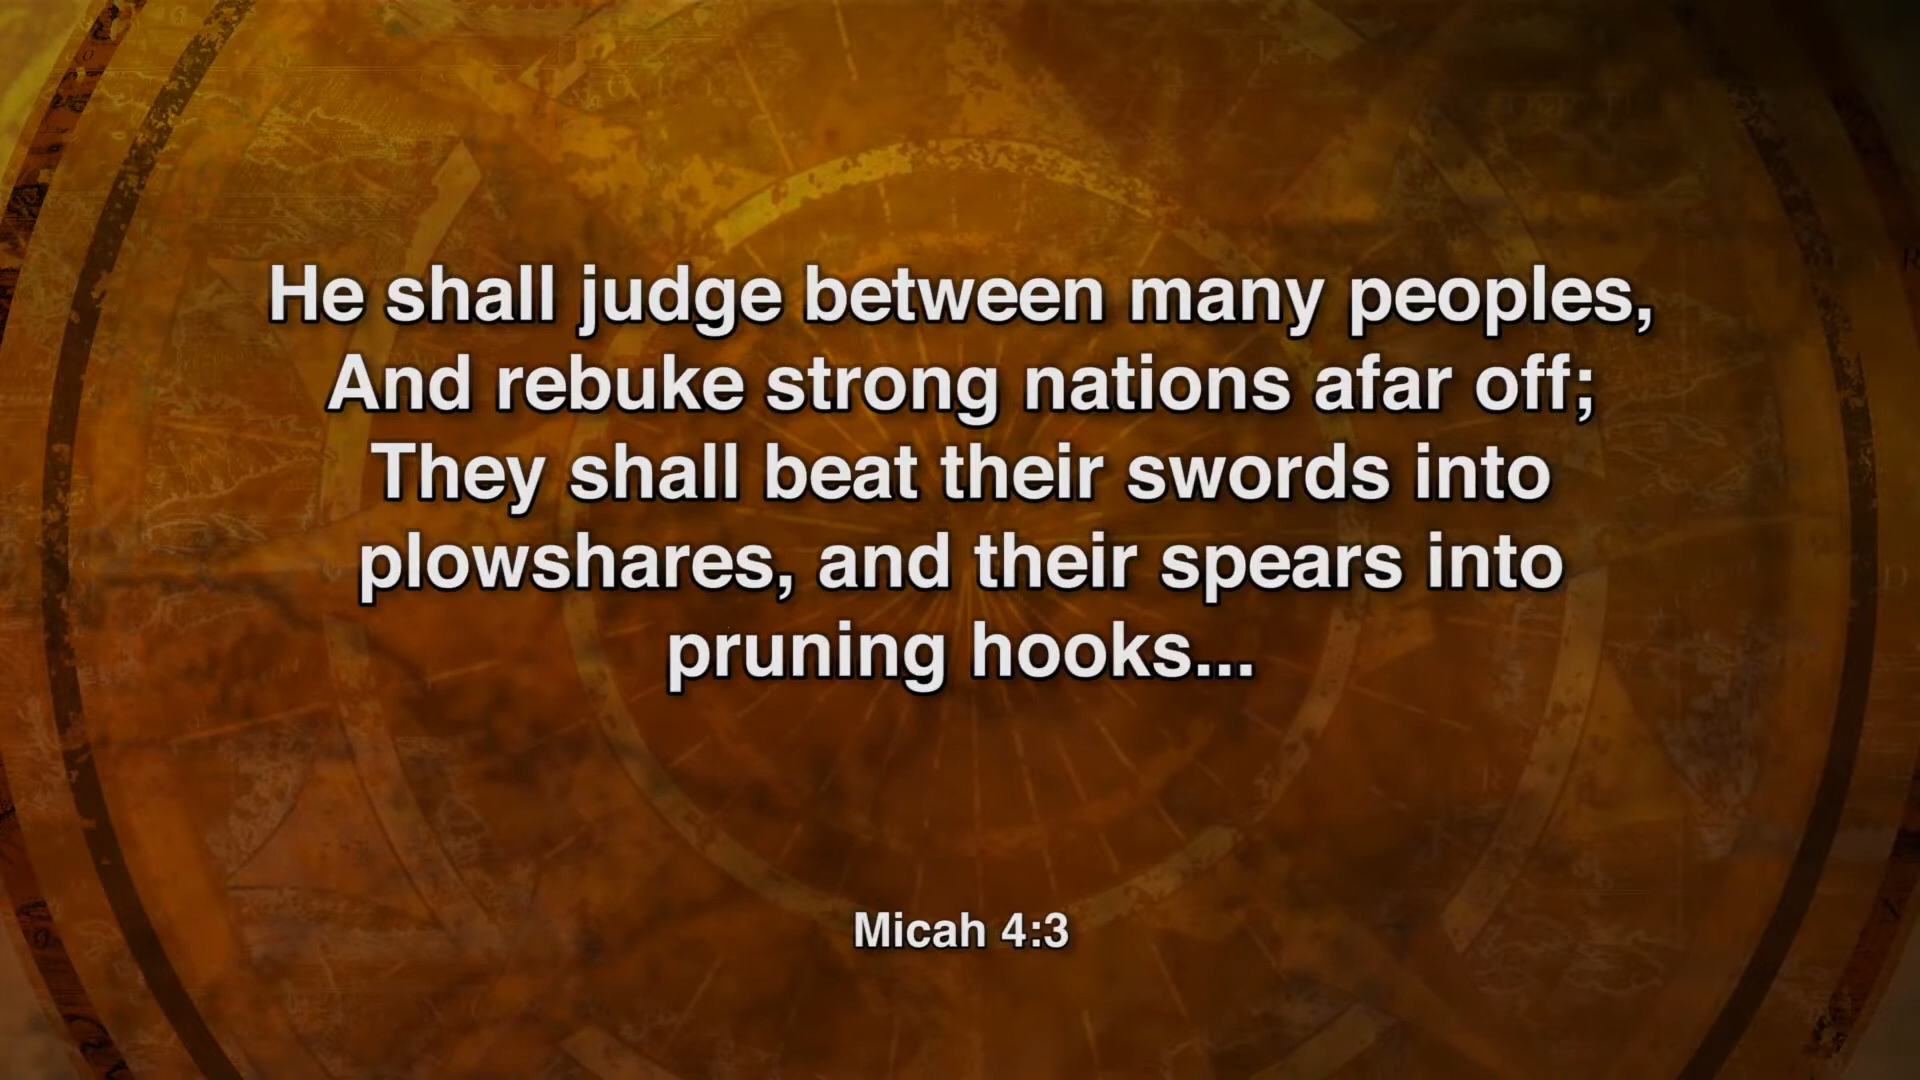 He shall judge between many peoples,
And rebuke strong nations afar off;
They shall beat their swords into
plowshares, and their spears into
pruning hooks...
Micah 4:3